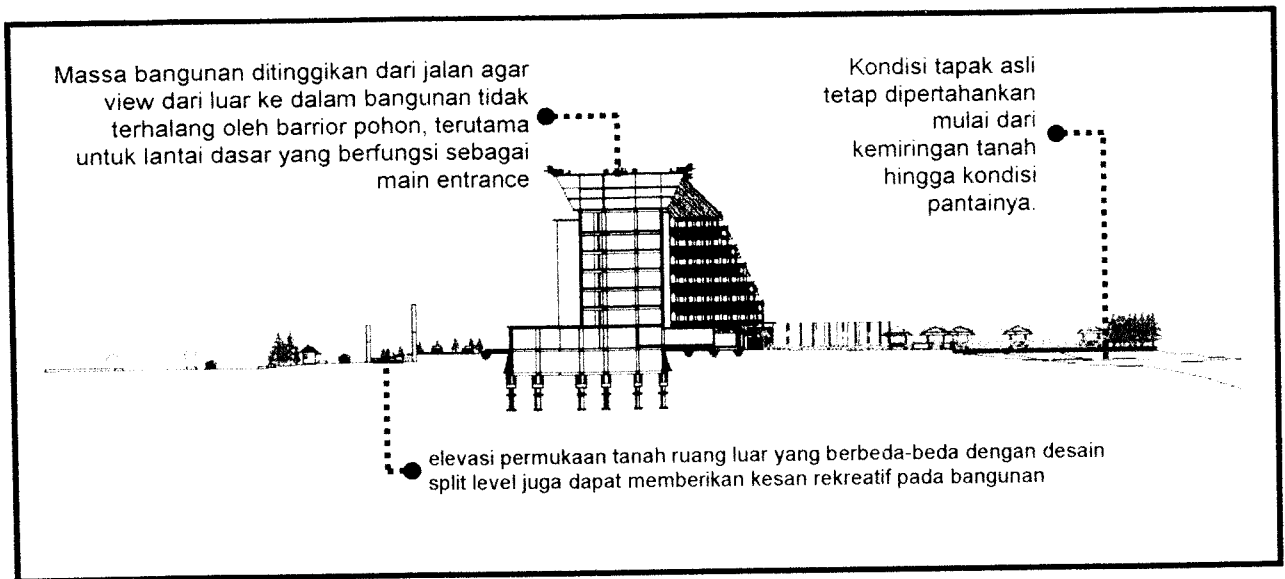 Massa bangunan ditinggikan dari jalan agar
view dari luar ke dalam bangunan tidak
terhalang oleh barrior pohon, terutama
untuk lantai dasar yang berfungsi sebagai
main entrance
Kondisi tapak asli
tetap dipertahankan
mulai dari
kemiringan tanah
hingga kondisi
pantainya.
elevasi permukaan tanah ruang luar yang berbeda-beda dengan desain
split level juga dapat memberikan kesan rekreatif pada bangunan